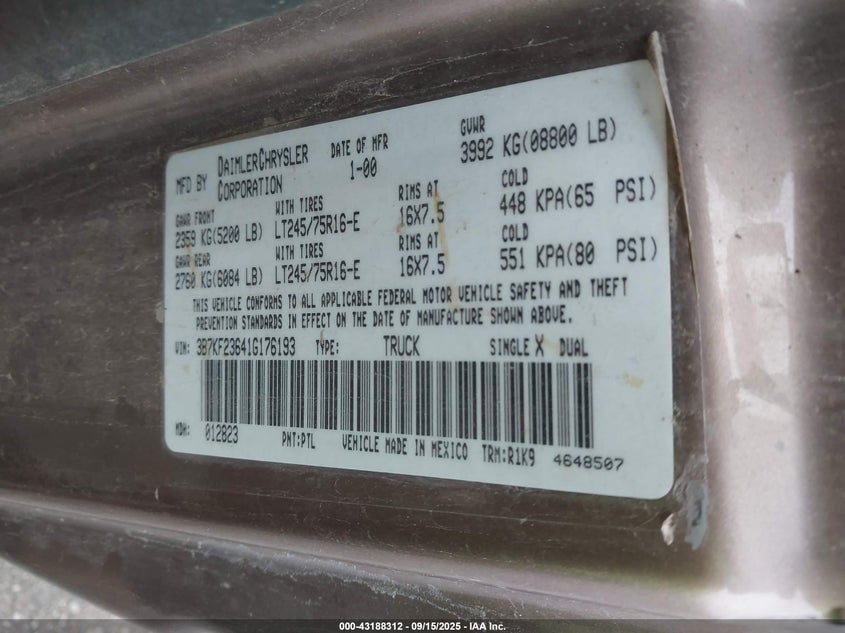 MFD BY DAIMLERCHRYSLER CORPORATION DATE OF MFR 1-00 GVWR 3992 KG(08800 LB)
GAWR FRONT WITH TIRES RIMS AT COLD
2359 KG(5200 LB) LT245/75R16-E 16X7.5 448 KPA(65 PSI)
GAWR REAR WITH TIRES RIMS AT COLD
2760 KG(6084 LB) LT245/75R16-E 16X7.5 551 KPA(80 PSI)
THIS VEHICLE CONFORMS TO ALL APPLICABLE FEDERAL MOTOR VEHICLE SAFETY AND THEFT
PREVENTION STANDARDS IN EFFECT ON THE DATE OF MANUFACTURE SHOWN ABOVE.
VIN: 3B7KF23641G176193 TYPE: TRUCK SINGLE X DUAL
MDH: 012823 PNT:PTL VEHICLE MADE IN MEXICO TRM:R1K9 4648507
000-43188312 - 09/15/2025 - IAA Inc.